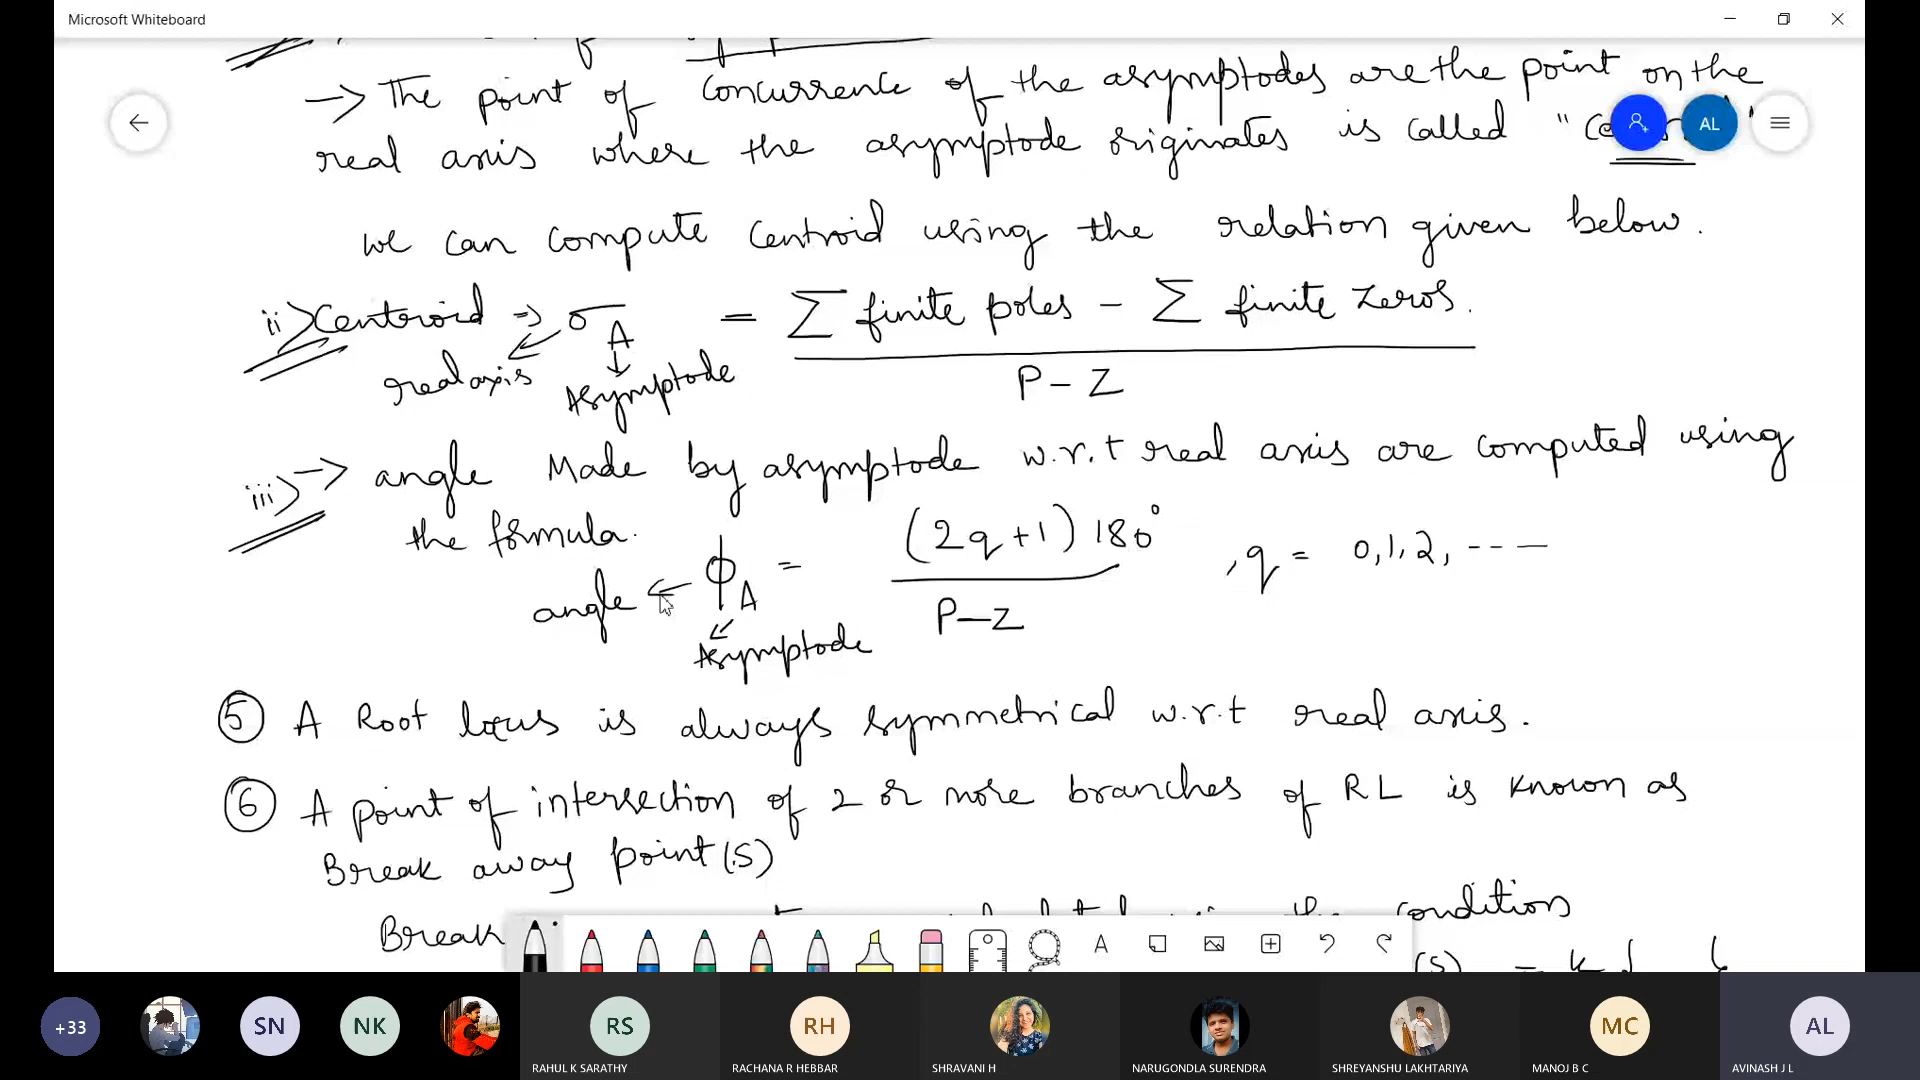 Microsoft Whiteboard
→ The point of concurrence of the asymptodes are the point on the
real axis where the asymptode originates is called "
we can compute centroid using the relation given below.
ii> Centroid ⇒ σA = Σ finite poles - Σ finite zeros.
real axis Asymptode P - Z
iii> → angle Made by asymptode w.r.t real axis are computed using
the formula.
angle ← ϕA = (2q+1) 180° , q = 0,1,2, ---
Asymptode P-Z
⑤ A Root locus is always symmetrical w.r.t real axis.
⑥ A point of intersection of 2 or more branches of RL is known as
Break away point(s)
Break condition
(s) = k
AL
+33 SN NK RS RH MC AL
RAHUL K SARATHY RACHANA R HEBBAR SHRAVANI H NARUGONDLA SURENDRA SHREYANSHU LAKHTARIYA MANOJ B C AVINASH J L